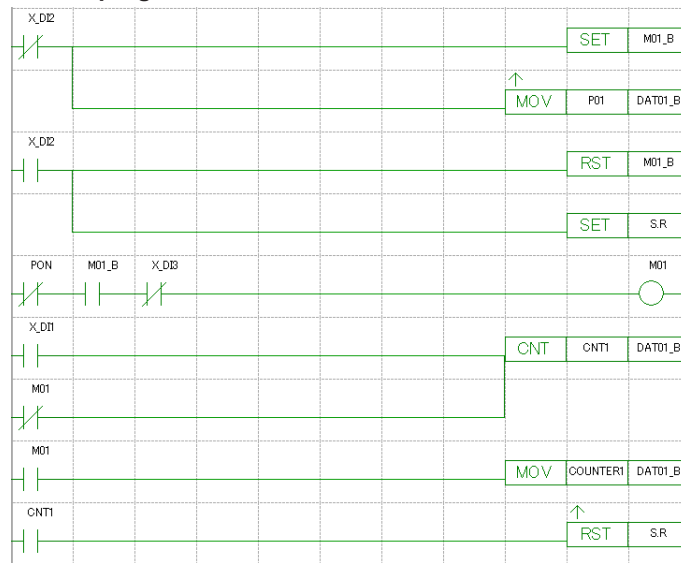 X_DI2
SET M01_B
MOV P01 DAT01_B
X_DI2
RST M01_B
SET S.R
PON M01_B X_DI3 M01
X_DI1
CNT CNT1 DAT01_B
M01
M01
MOV COUNTER1 DAT01_B
CNT1
RST S.R